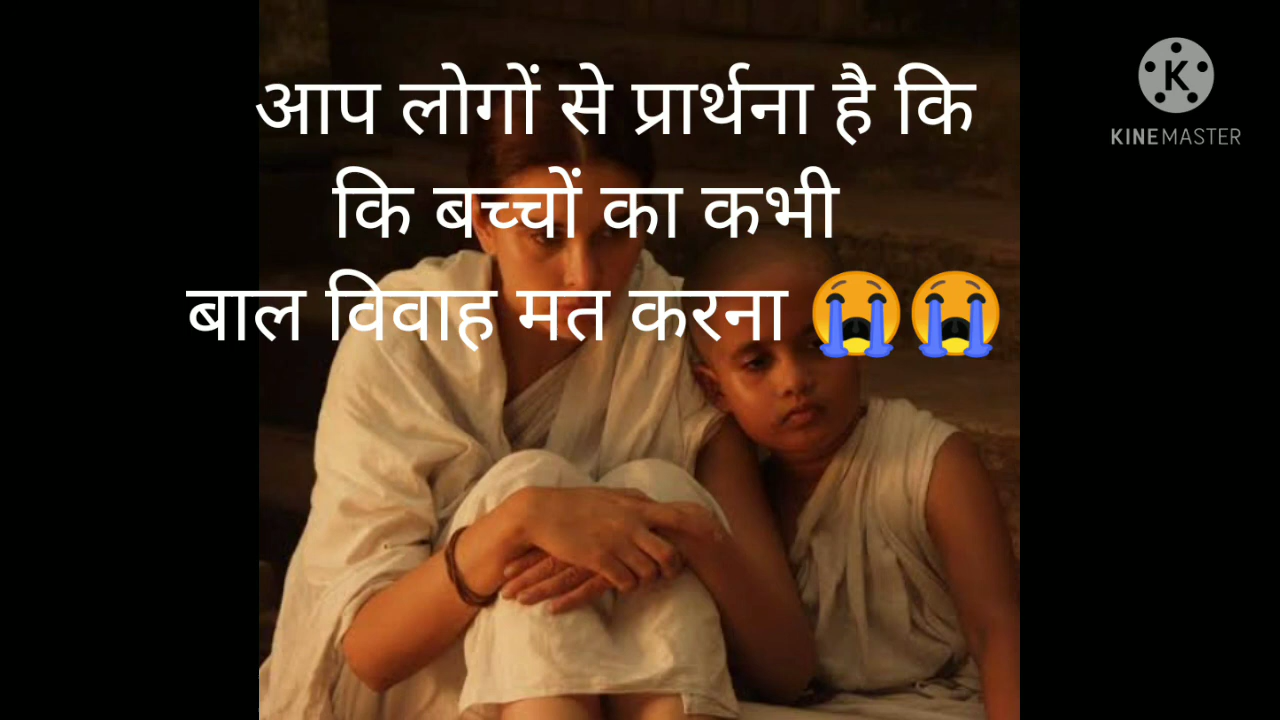 आप लोगों से प्रार्थना है कि
कि बच्चों का कभी
बाल विवाह मत करना 😭😭
KINEMASTER